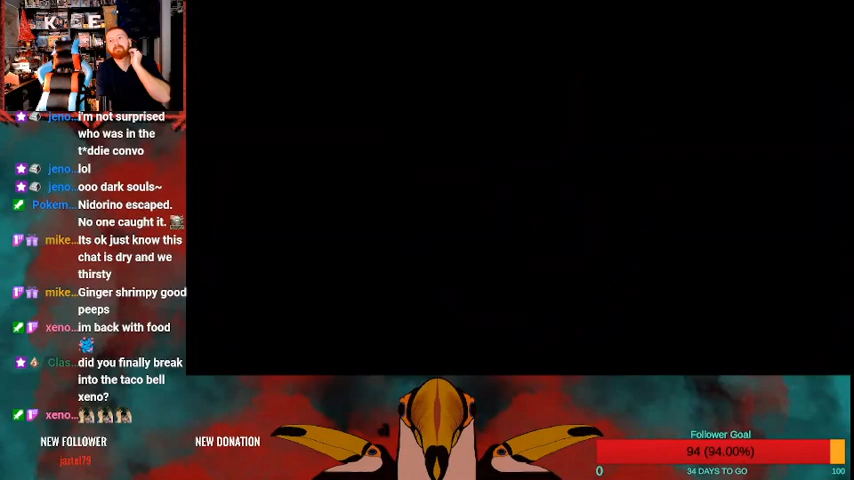 K E
jeno... i'm not surprised
who was in the
t*ddie convo
jeno... lol
jeno... ooo dark souls~
Pokem... Nidorino escaped.
No one caught it.
mike... Its ok just know this
chat is dry and we
thirsty
mike... Ginger shrimpy good
peeps
xeno... im back with food
Clas... did you finally break
into the taco bell
xeno?
xeno...
NEW FOLLOWER
NEW DONATION
Follower Goal
94 (94.00%)
0
34 DAYS TO GO
100